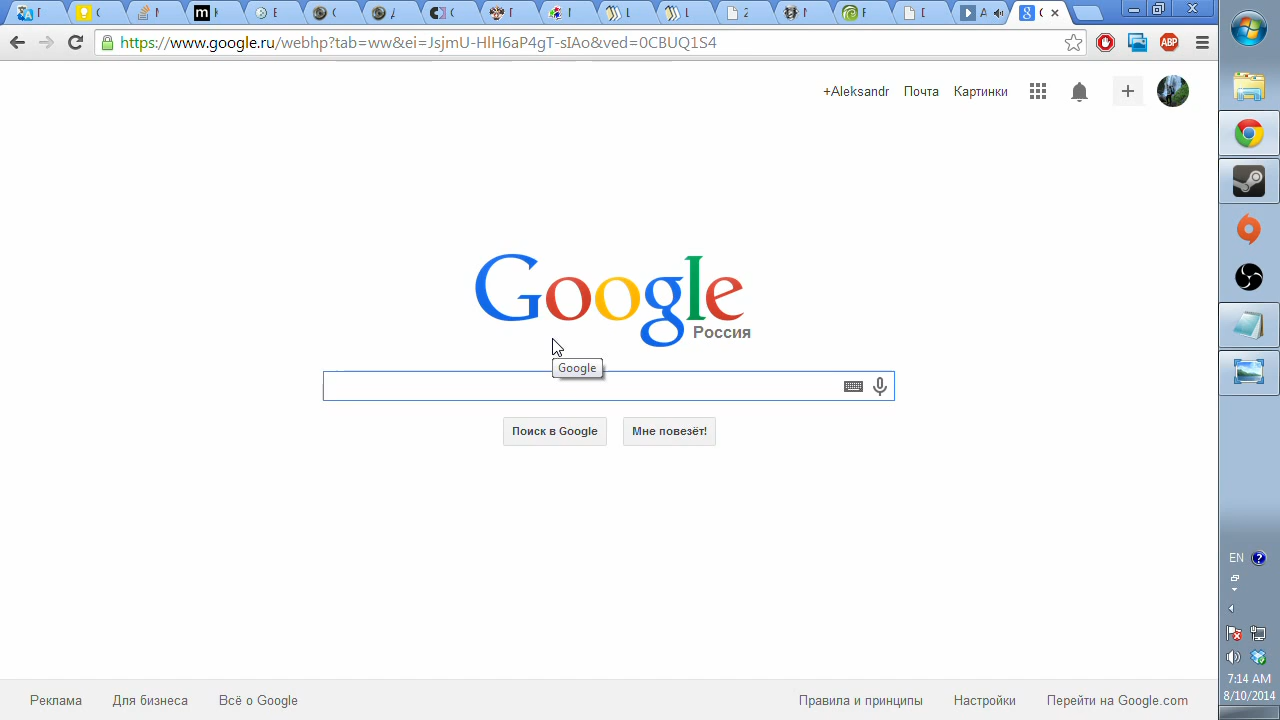 https://www.google.ru/webhp?tab=ww&ei=JsjmU-HlH6aP4gT-sIAo&ved=0CBUQ1S4
ABP
+Aleksandr Почта Картинки
Google
Россия
Google
Поиск в Google Мне повезёт!
EN
7:14 AM
8/10/2014
Реклама Для бизнеса Всё о Google Правила и принципы Настройки Перейти на Google.com